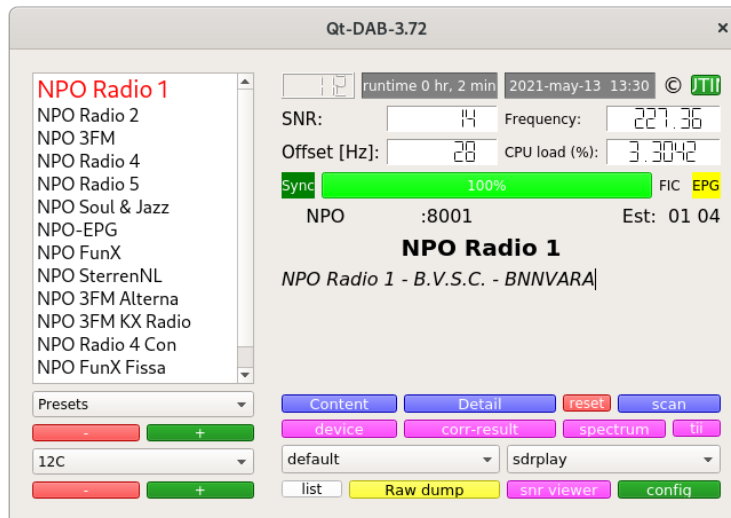 Qt-DAB-3.72
×
NPO Radio 1
NPO Radio 2
NPO 3FM
NPO Radio 4
NPO Radio 5
NPO Soul & Jazz
NPO-EPG
NPO FunX
NPO SterrenNL
NPO 3FM Alterna
NPO 3FM KX Radio
NPO Radio 4 Con
NPO FunX Fissa
Presets
- +
12C
- +
12 runtime 0 hr, 2 min 2021-may-13 13:30 ©
SNR: 14 Frequency: 227.36
Offset [Hz]: 28 CPU load (%): 3.3042
Sync 100% FIC EPG
NPO :8001 Est: 01 04
NPO Radio 1
NPO Radio 1 - B.V.S.C. - BNNVARA
Content Detail reset scan
device corr-result spectrum tii
default sdrplay
list Raw dump snr viewer config